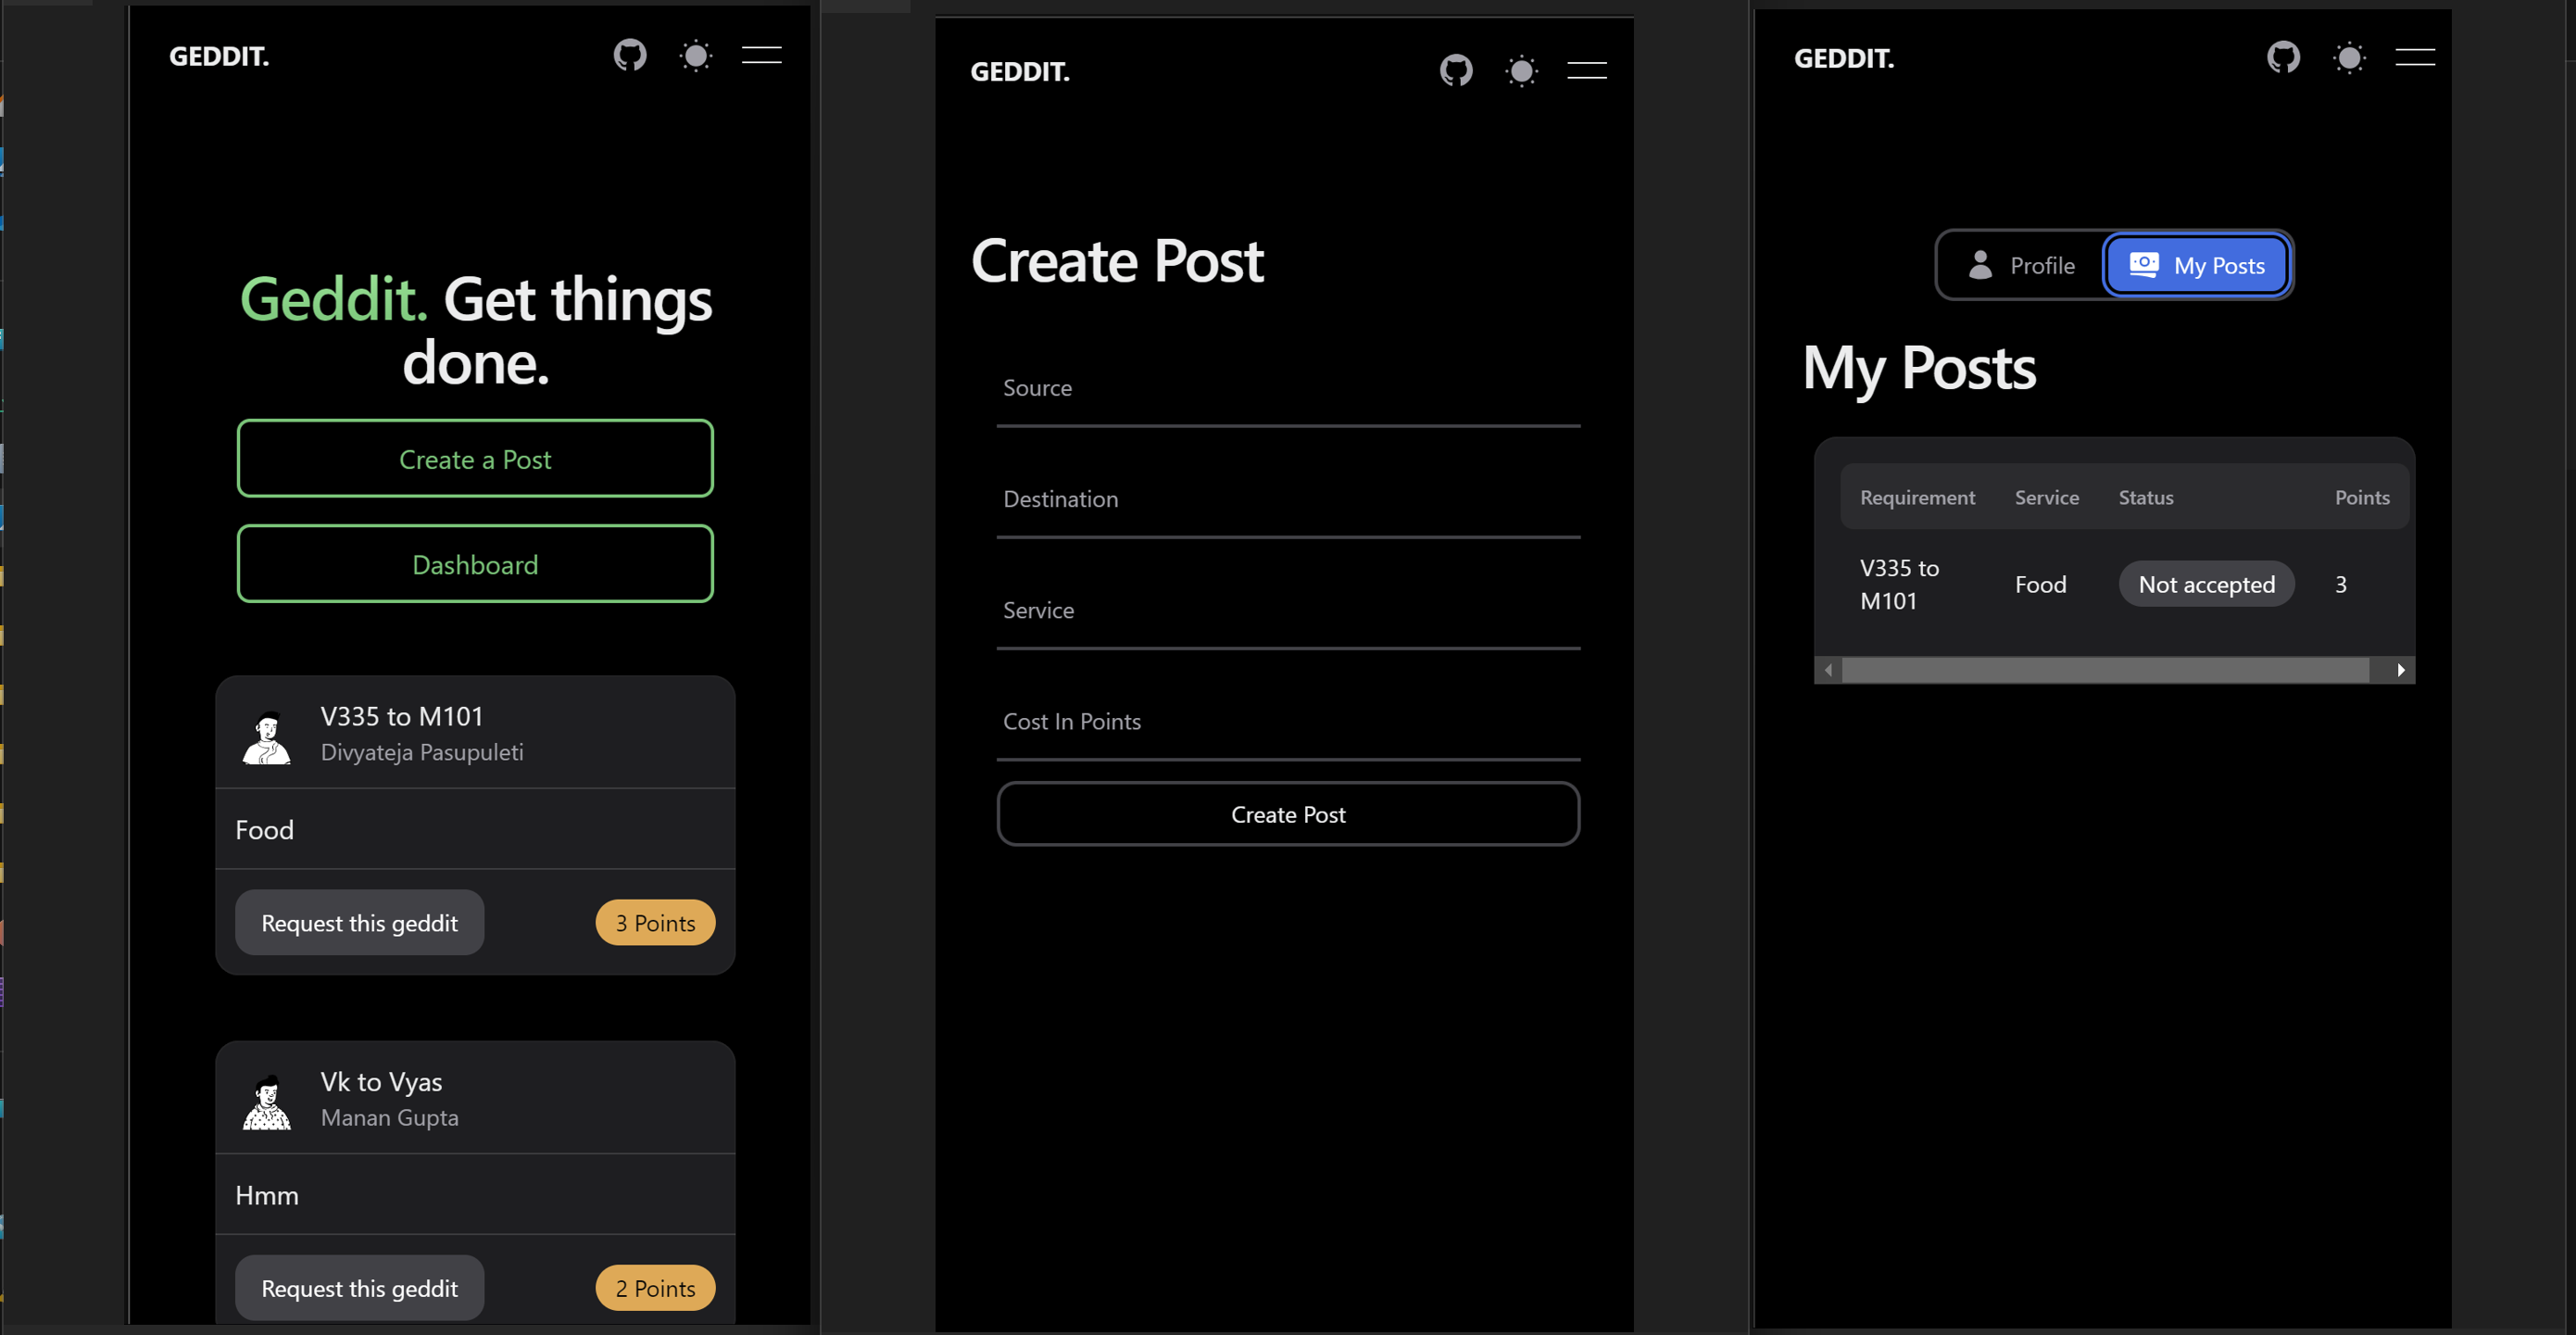 GEDDIT.
Geddit. Get things
done.
Create a Post
Dashboard
V335 to M101
Divyateja Pasupuleti
Food
Request this geddit
3 Points
Vk to Vyas
Manan Gupta
Hmm
Request this geddit
2 Points
GEDDIT.
Create Post
Source
Destination
Service
Cost In Points
Create Post
GEDDIT.
Profile
My Posts
My Posts
Requirement Service Status Points
V335 to
M101
Food
Not accepted
3